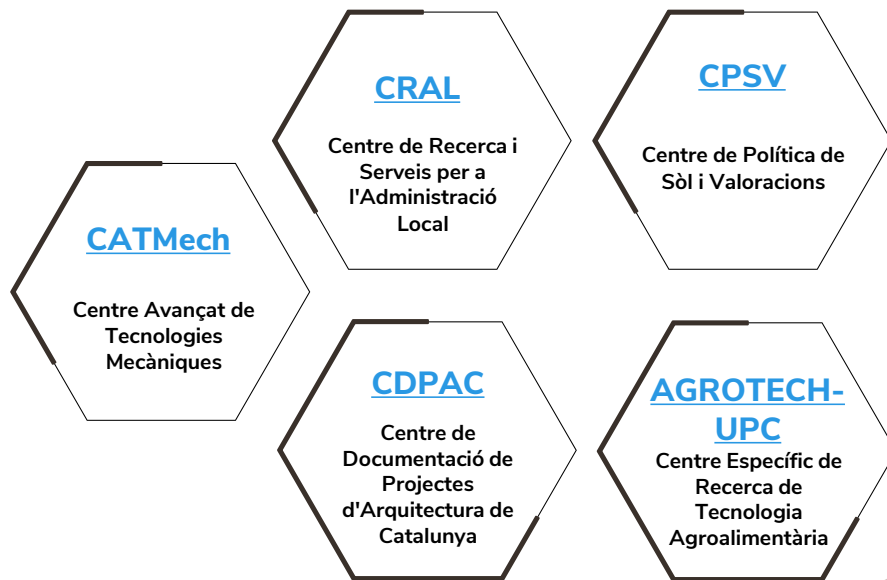 CRAL
Centre de Recerca i
Serveis per a
l'Administració
Local
CPSV
Centre de Política de
Sòl i Valoracions
CATMech
Centre Avançat de
Tecnologies
Mecàniques
CDPAC
Centre de
Documentació de
Projectes
d'Arquitectura de
Catalunya
AGROTECH-
UPC
Centre Específic de
Recerca de
Tecnologia
Agroalimentària